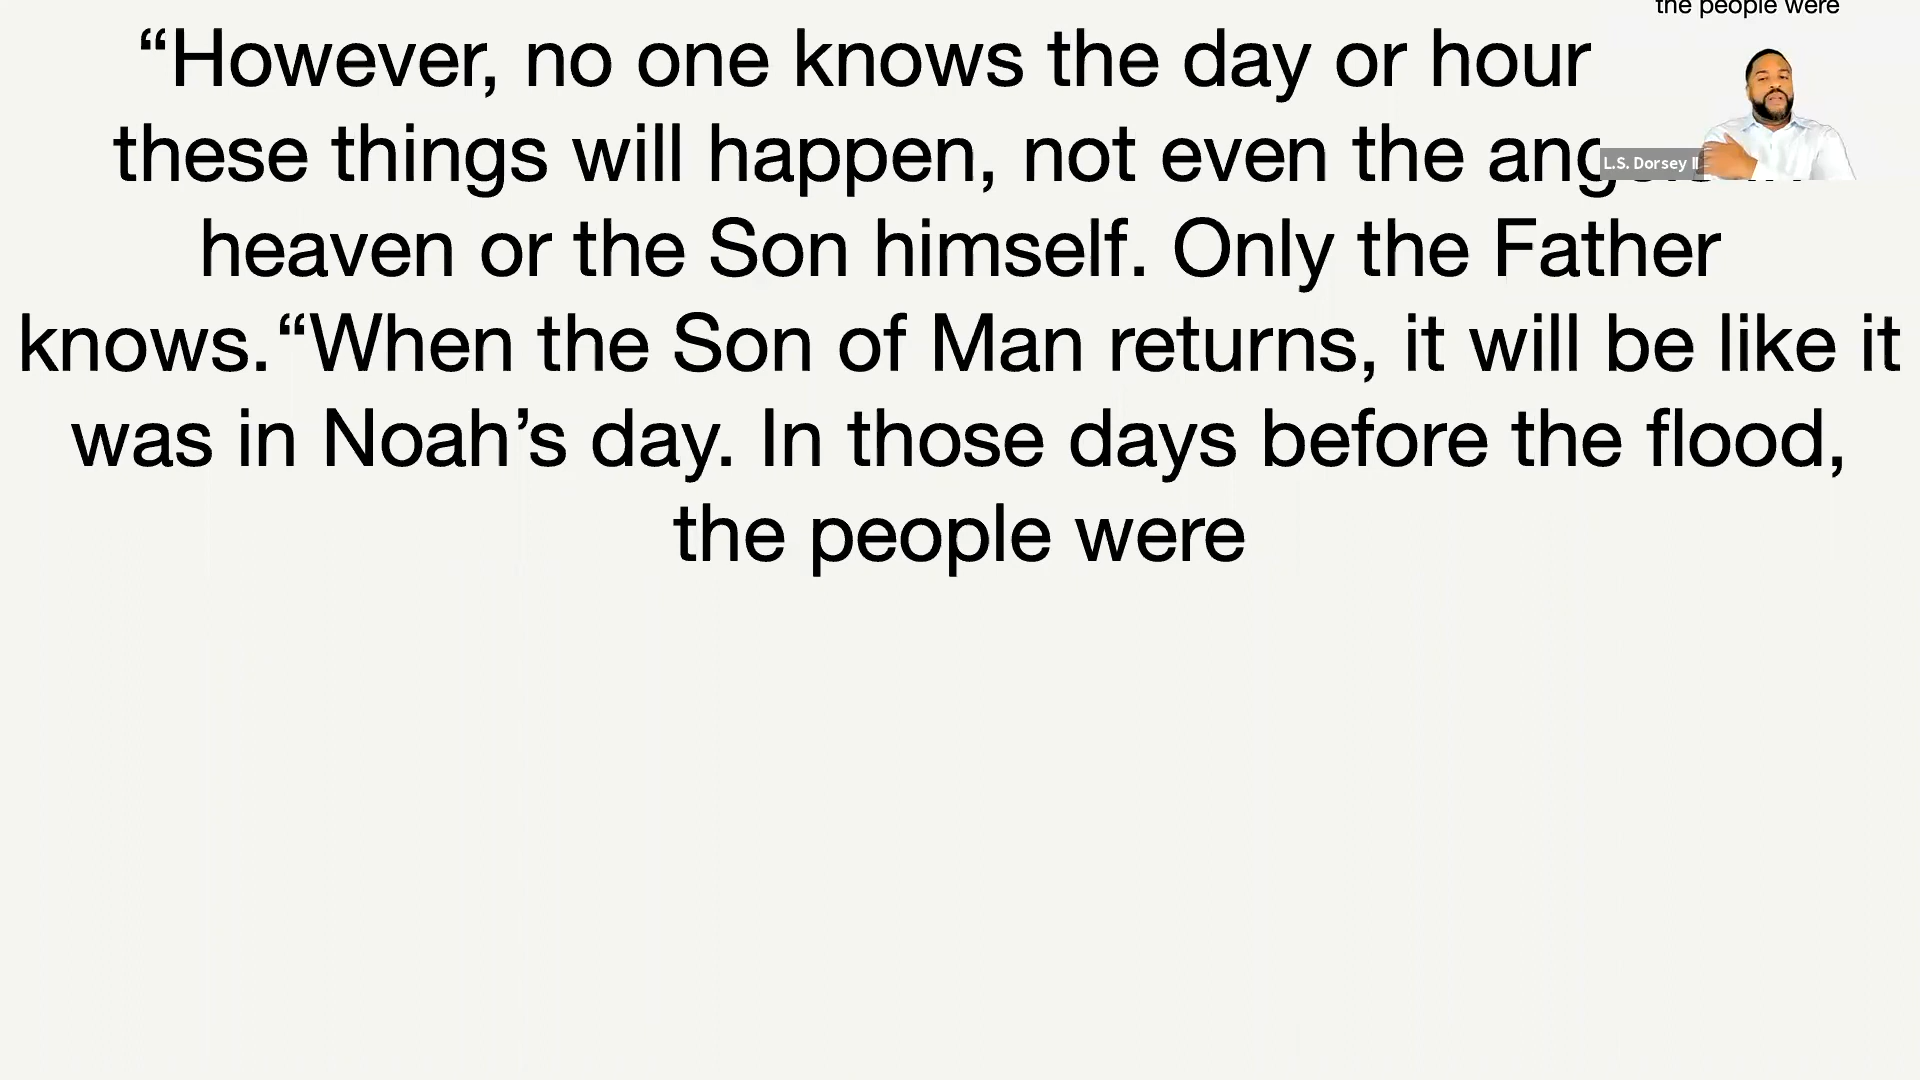 the people were
“However, no one knows the day or hour
these things will happen, not even the
L.S. Dorsey II
heaven or the Son himself. Only the Father
knows. “When the Son of Man returns, it will be like it
was in Noah’s day. In those days before the flood,
the people were